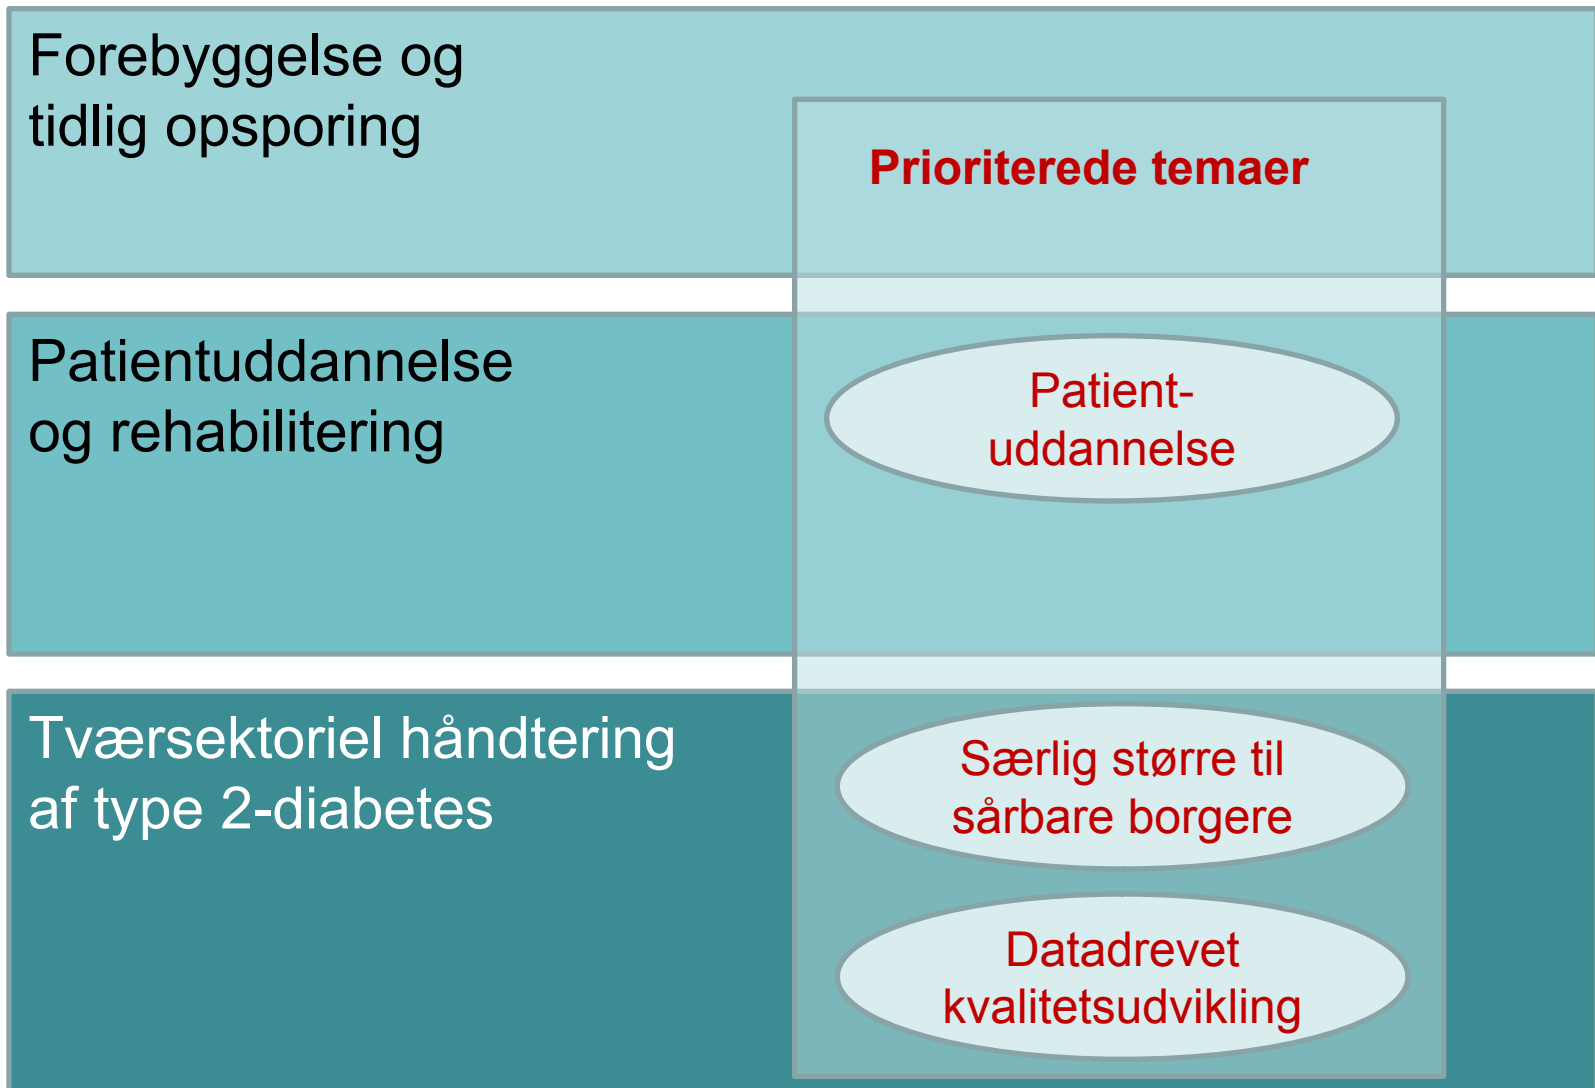 Forebyggelse og
tidlig opsporing
Prioriterede temaer
Patientuddannelse
og rehabilitering
Patient-
uddannelse
Tværsektoriel håndtering
af type 2-diabetes
Særlig større til
sårbare borgere
Datadrevet
kvalitetsudvikling